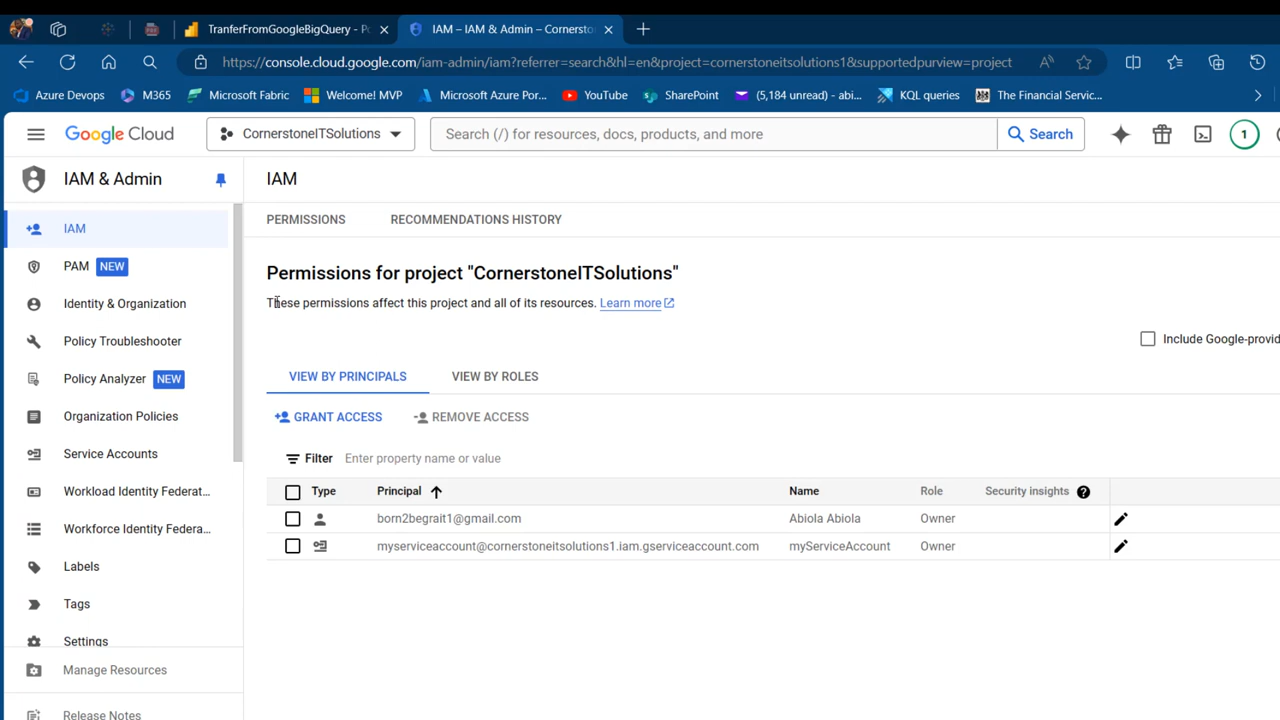 TranferFromGoogleBigQuery - Po
IAM – IAM & Admin – Cornersto
https://console.cloud.google.com/iam-admin/iam?referrer=search&hl=en&project=cornerstoneitsolutions1&supportedpurview=project
Azure Devops M365 Microsoft Fabric Welcome! MVP Microsoft Azure Por... YouTube SharePoint (5,184 unread) - abi... KQL queries The Financial Servic...
Google Cloud CornerstoneITSolutions Search (/) for resources, docs, products, and more Search 1
IAM & Admin
IAM
PAM NEW
Identity & Organization
Policy Troubleshooter
Policy Analyzer NEW
Organization Policies
Service Accounts
Workload Identity Federat...
Workforce Identity Federa...
Labels
Tags
Settings
Manage Resources
Release Notes
IAM
PERMISSIONS RECOMMENDATIONS HISTORY
Permissions for project "CornerstoneITSolutions"
These permissions affect this project and all of its resources. Learn more
Include Google-provid
VIEW BY PRINCIPALS VIEW BY ROLES
GRANT ACCESS REMOVE ACCESS
Filter Enter property name or value
Type Principal Name Role Security insights
born2begrait1@gmail.com Abiola Abiola Owner
myserviceaccount@cornerstoneitsolutions1.iam.gserviceaccount.com myServiceAccount Owner